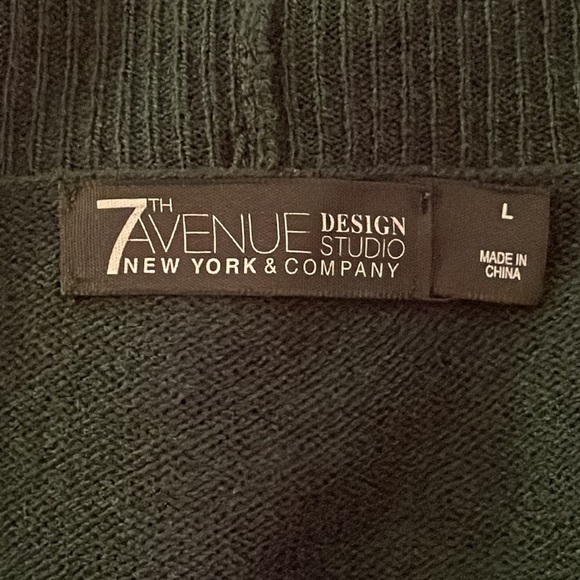 7TH AVENUE DESIGN STUDIO
NEW YORK & COMPANY
L
MADE IN
CHINA